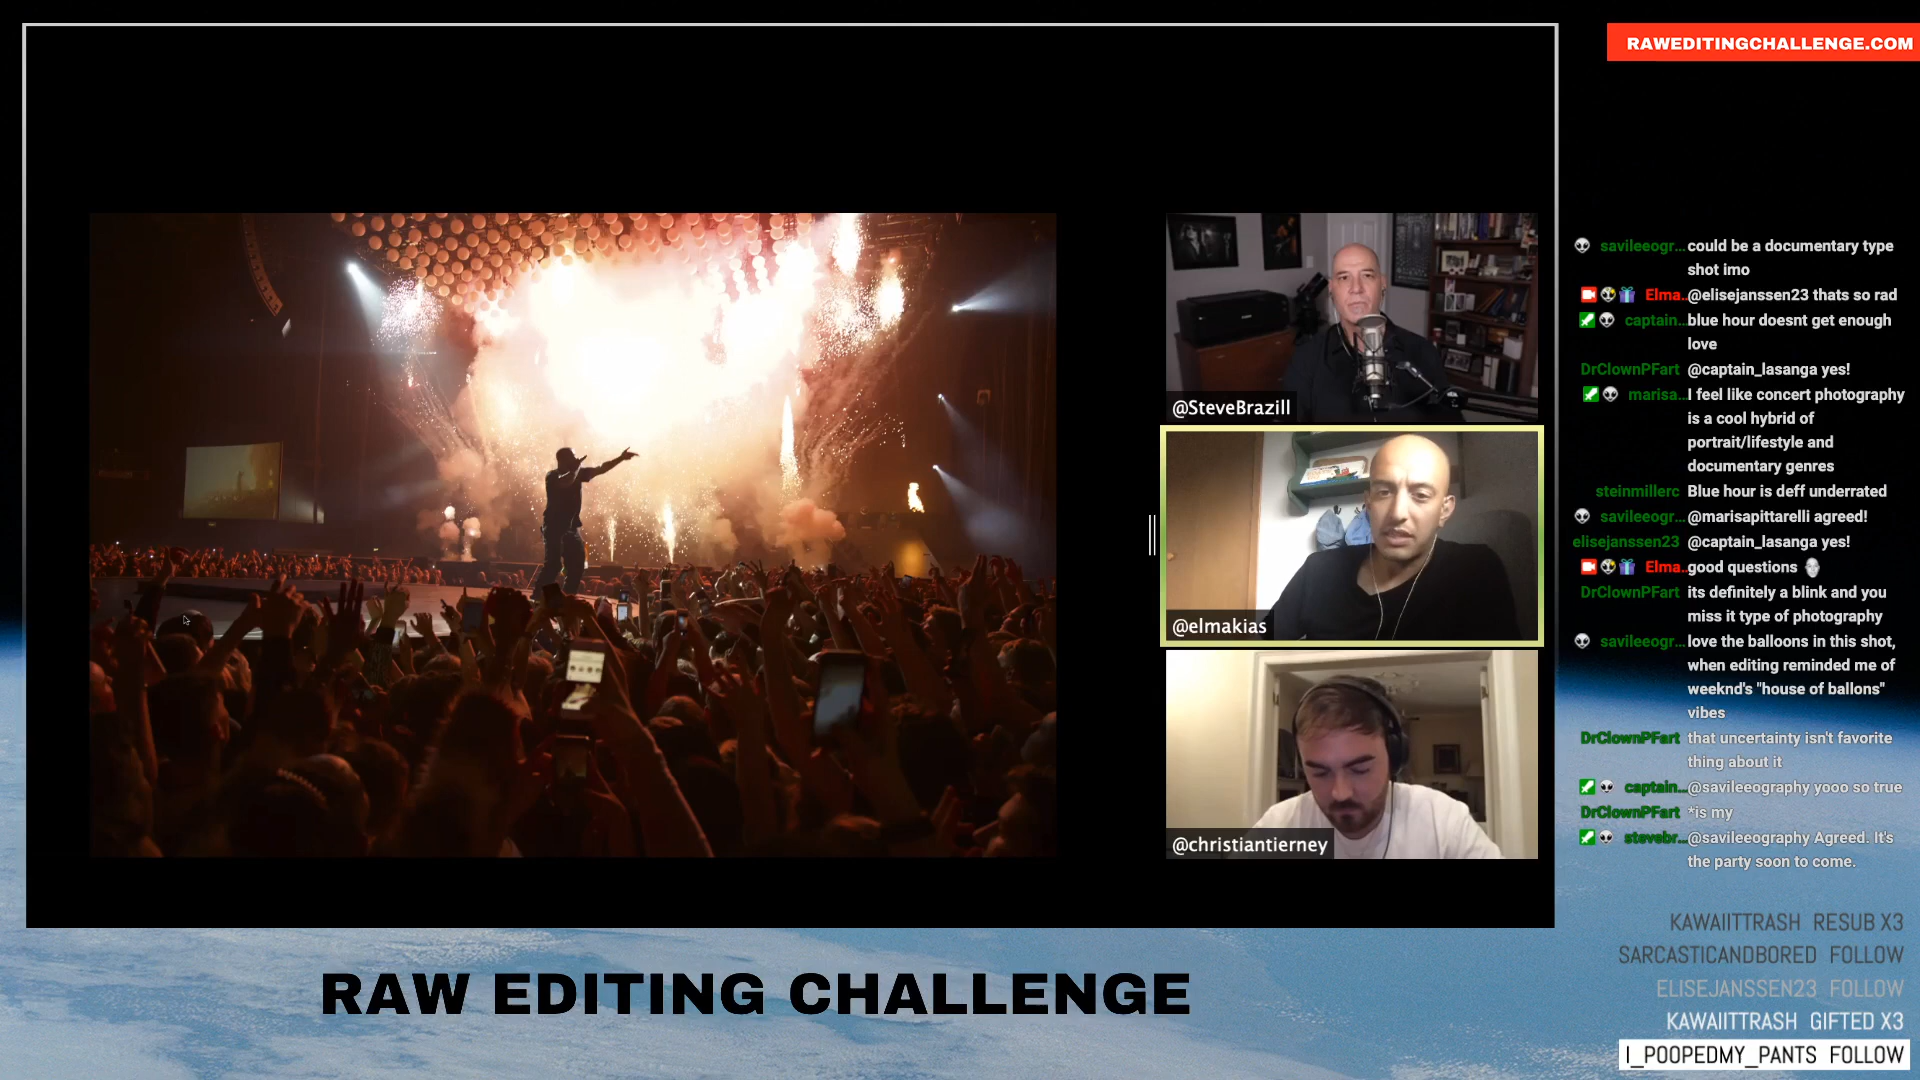 RAWEDITINGCHALLENGE.COM
@SteveBrazill
@elmakias
@christiantierney
savileeogr... could be a documentary type
shot imo
Elma... @elisejanssen23 thats so rad
captain... blue hour doesnt get enough
love
DrClownPFart @captain_lasanga yes!
marisa... I feel like concert photography
is a cool hybrid of
portrait/lifestyle and
documentary genres
steinmillerc Blue hour is deff underrated
savileeogr... @marisapittarelli agreed!
elisejanssen23 @captain_lasanga yes!
Elma... good questions
DrClownPFart its definitely a blink and you
miss it type of photography
savileeogr... love the balloons in this shot,
when editing reminded me of
weeknd's "house of ballons"
vibes
DrClownPFart that uncertainty isn't favorite
thing about it
captain... @savileeography yooo so true
DrClownPFart *is my
stevebr... @savileeography Agreed. It's
the party soon to come.
KAWAIITTRASH RESUB X3
SARCASTICANDBORED FOLLOW
ELISEJANSSEN23 FOLLOW
KAWAIITTRASH GIFTED X3
I_POOPEDMY_PANTS FOLLOW
RAW EDITING CHALLENGE